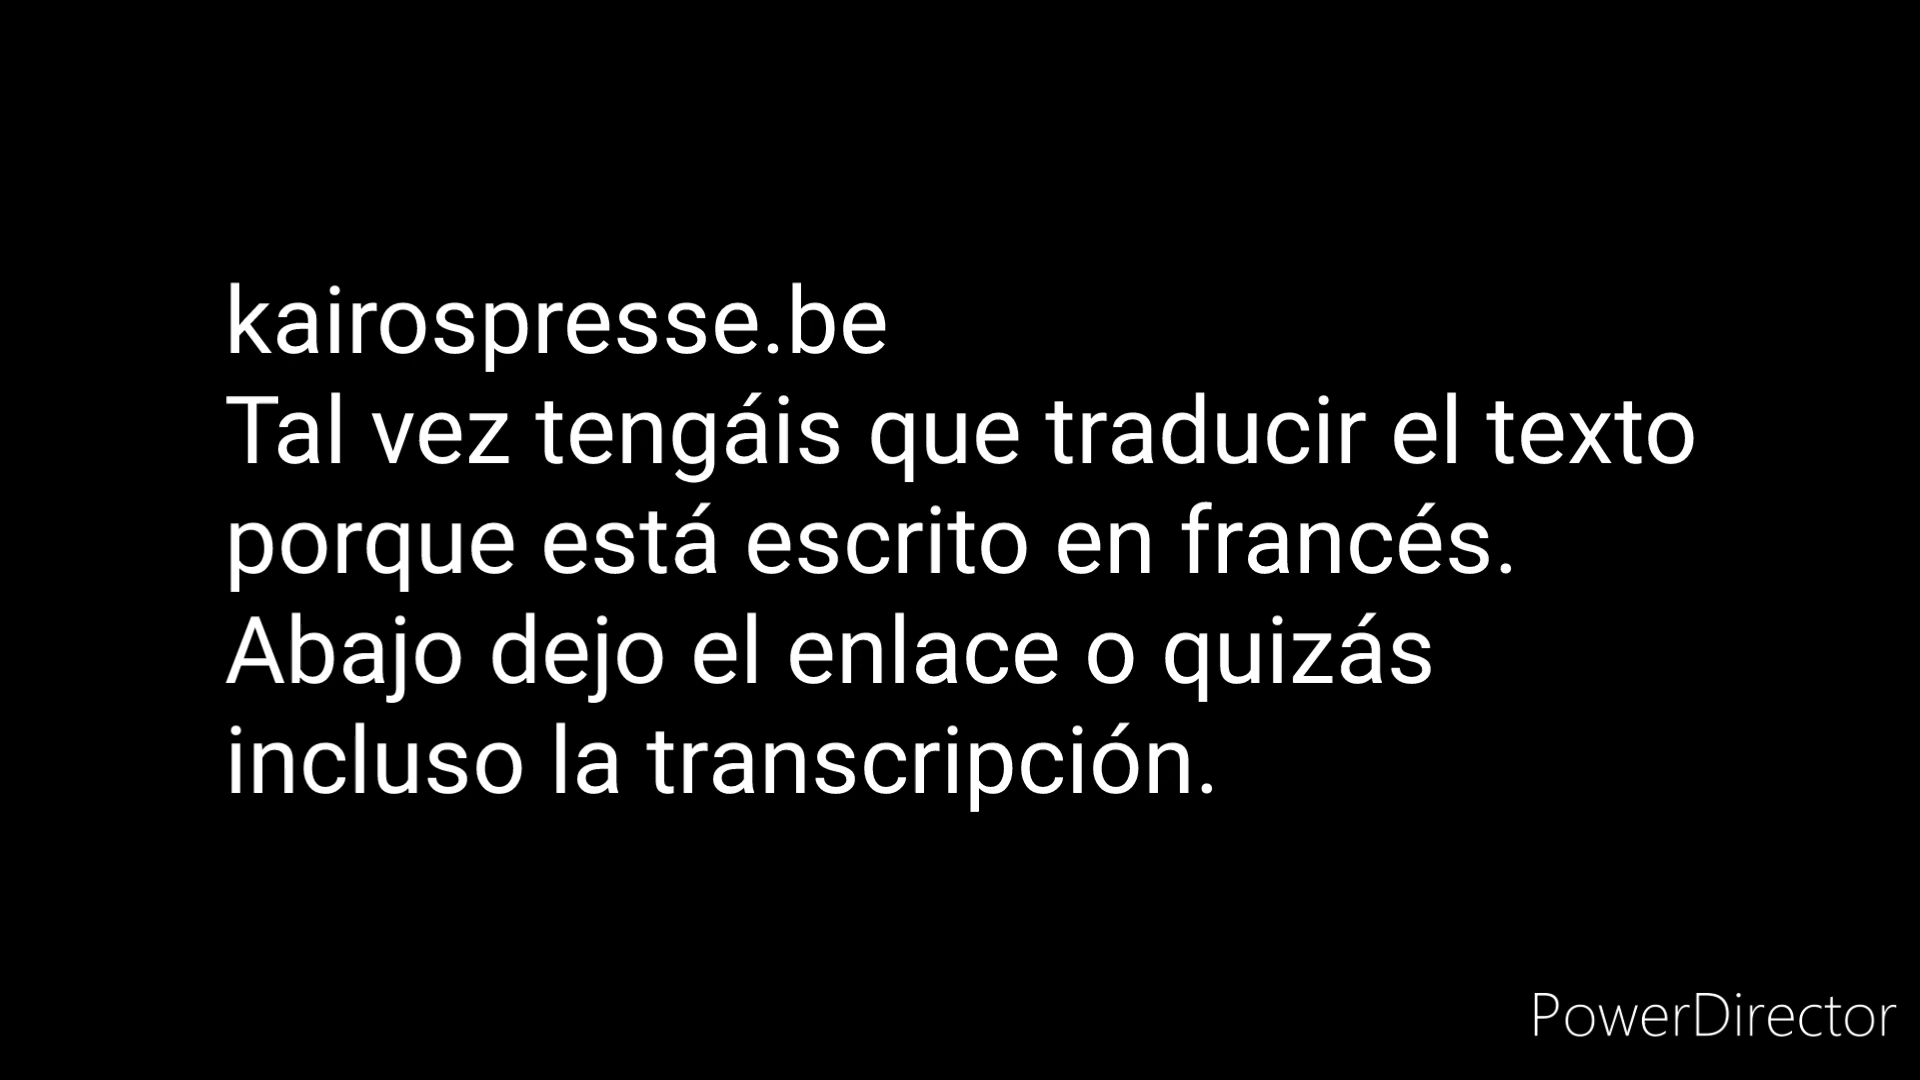 kairospresse.be
Tal vez tengáis que traducir el texto
porque está escrito en francés.
Abajo dejo el enlace o quizás
incluso la transcripción.
PowerDirector